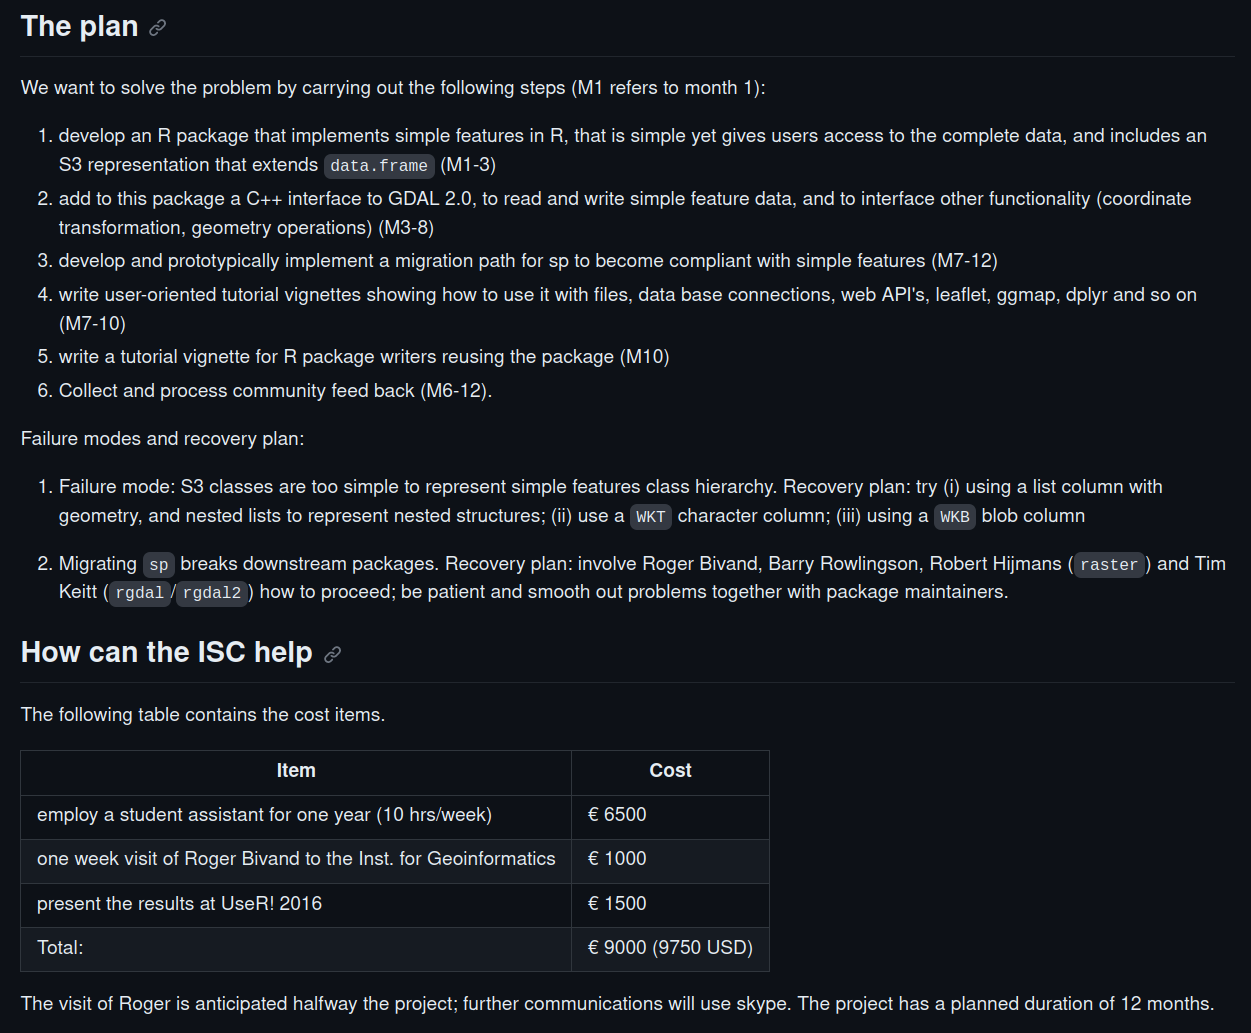 The plan
We want to solve the problem by carrying out the following steps (M1 refers to month 1):
1. develop an R package that implements simple features in R, that is simple yet gives users access to the complete data, and includes an
S3 representation that extends data.frame (M1-3)
2. add to this package a C++ interface to GDAL 2.0, to read and write simple feature data, and to interface other functionality (coordinate
transformation, geometry operations) (M3-8)
3. develop and prototypically implement a migration path for sp to become compliant with simple features (M7-12)
4. write user-oriented tutorial vignettes showing how to use it with files, data base connections, web API's, leaflet, ggmap, dplyr and so on
(M7-10)
5. write a tutorial vignette for R package writers reusing the package (M10)
6. Collect and process community feed back (M6-12).
Failure modes and recovery plan:
1. Failure mode: S3 classes are too simple to represent simple features class hierarchy. Recovery plan: try (i) using a list column with
geometry, and nested lists to represent nested structures; (ii) use a WKT character column; (iii) using a WKB blob column
2. Migrating sp breaks downstream packages. Recovery plan: involve Roger Bivand, Barry Rowlingson, Robert Hijmans (raster) and Tim
Keitt (rgdal/rgdal2) how to proceed; be patient and smooth out problems together with package maintainers.
How can the ISC help
The following table contains the cost items.
Item Cost
employ a student assistant for one year (10 hrs/week) € 6500
one week visit of Roger Bivand to the Inst. for Geoinformatics € 1000
present the results at UseR! 2016 € 1500
Total: € 9000 (9750 USD)
The visit of Roger is anticipated halfway the project; further communications will use skype. The project has a planned duration of 12 months.